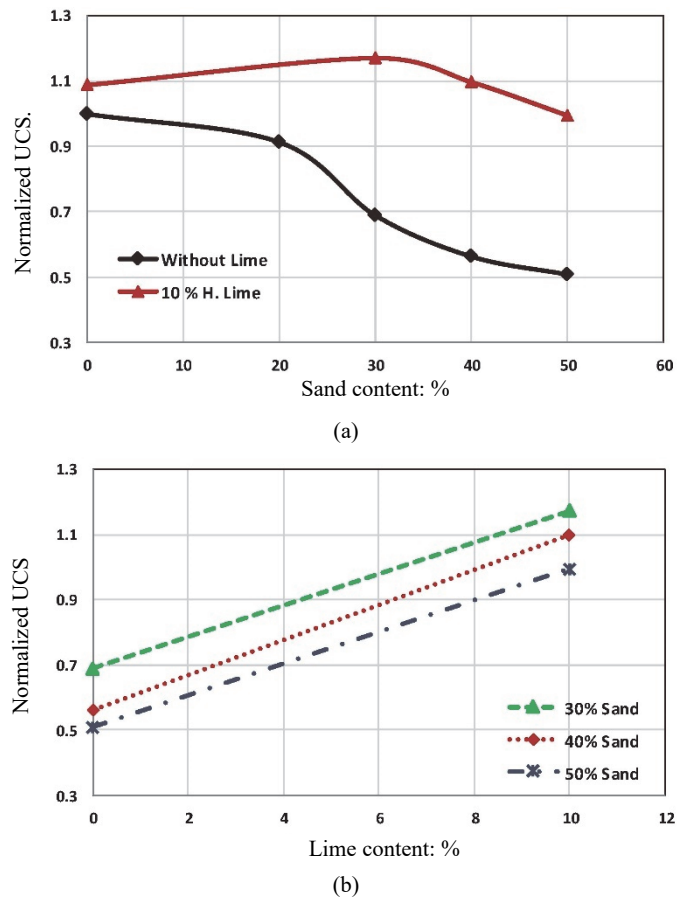 1.3
1.1
0.9
0.7
0.5
0.3
Normalized UCS.
Without Lime
10 % H. Lime
0 10 20 30 40 50 60
Sand content: %
(a)
1.3
1.1
0.9
0.7
0.5
0.3
Normalized UCS
30% Sand
40% Sand
50% Sand
0 2 4 6 8 10 12
Lime content: %
(b)